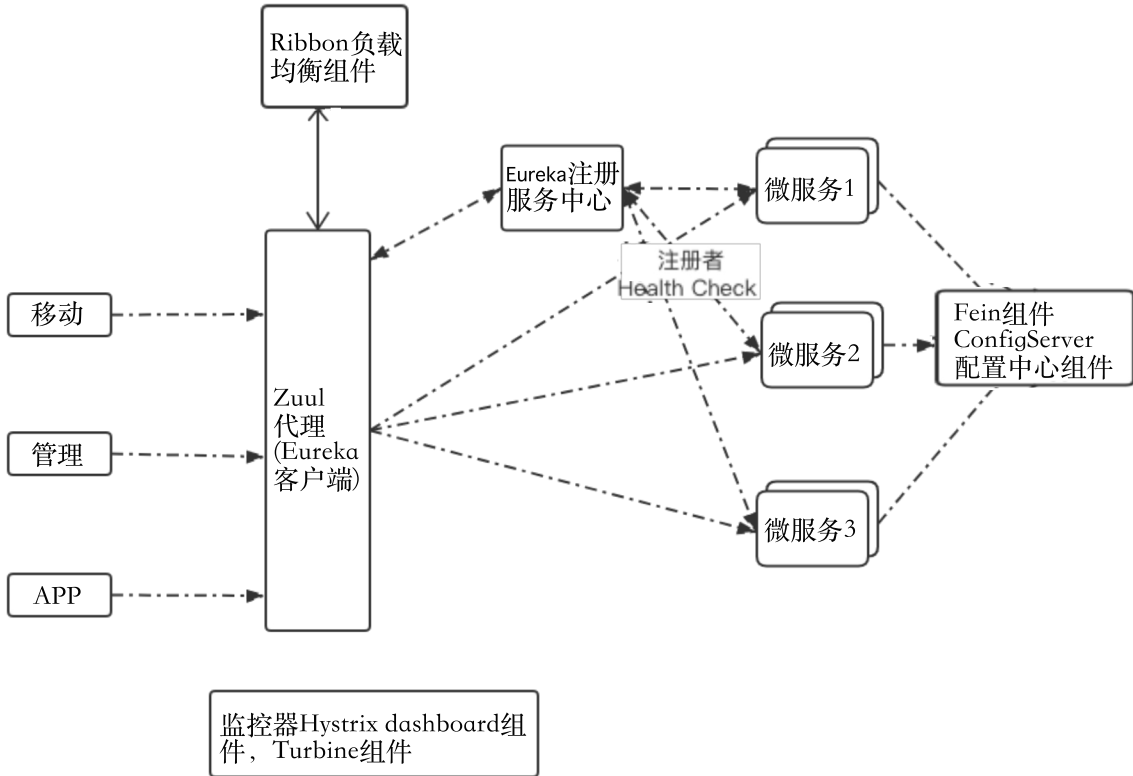 Ribbon负载
均衡组件
Eureka注册
服务中心
微服务1
注册者
Health Check
移动
微服务2
Fein组件
ConfigServer
配置中心组件
Zuul
代理
(Eureka
客户端)
管理
微服务3
APP
监控器Hystrix dashboard组
件，Turbine组件